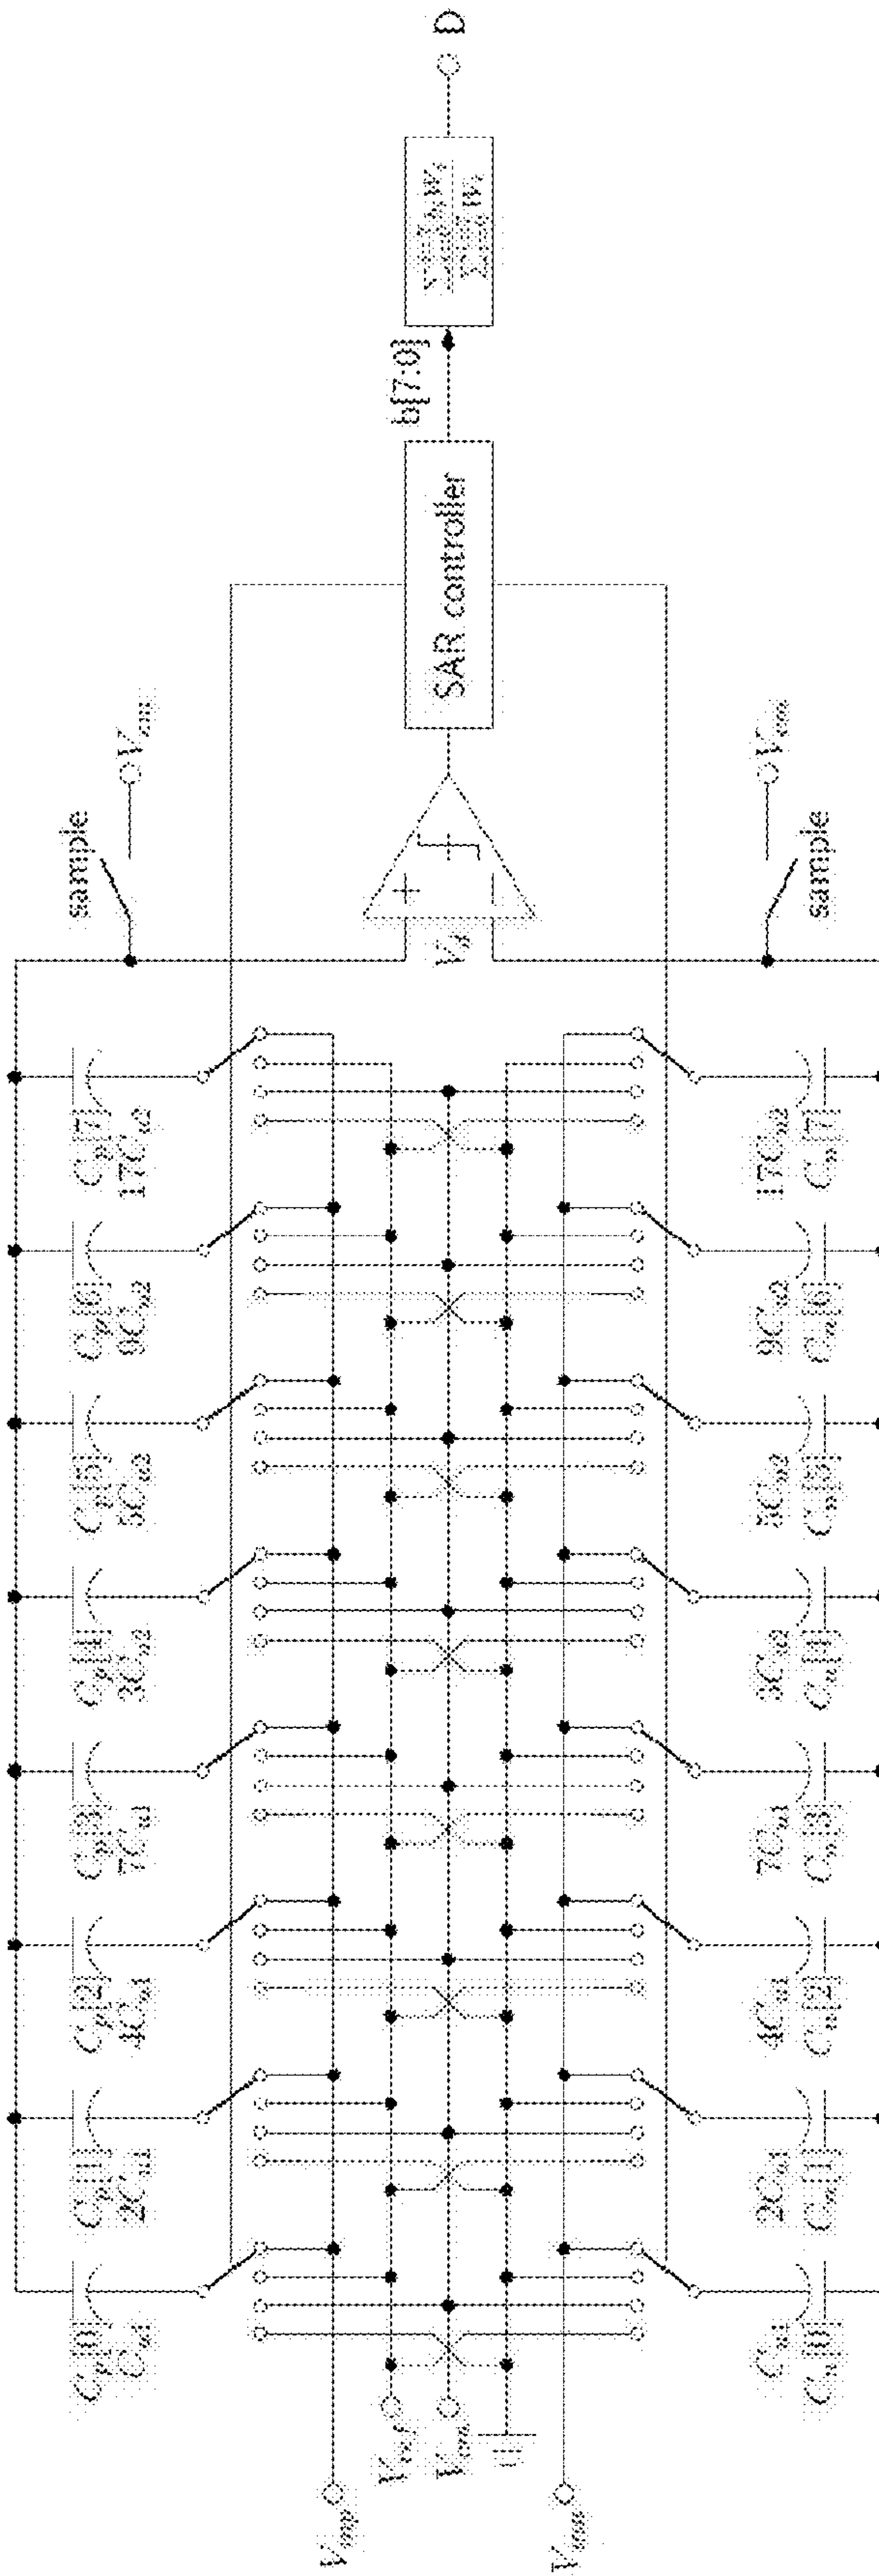 C_p[0]
C_u1
C_p[1]
2C_u1
C_p[2]
4C_u1
C_p[3]
7C_u1
C_p[4]
3C_u2
C_p[5]
5C_u2
C_p[6]
9C_u2
C_p[7]
17C_u2
sample
V_cm
V_inp
V_ref
V_cm
V_inn
V_d
+
SAR controller
b[7:0]
D
C_u1
C_n[0]
2C_u1
C_n[1]
4C_u1
C_n[2]
7C_u1
C_n[3]
3C_u2
C_n[4]
5C_u2
C_n[5]
9C_u2
C_n[6]
17C_u2
C_n[7]
sample
V_cm